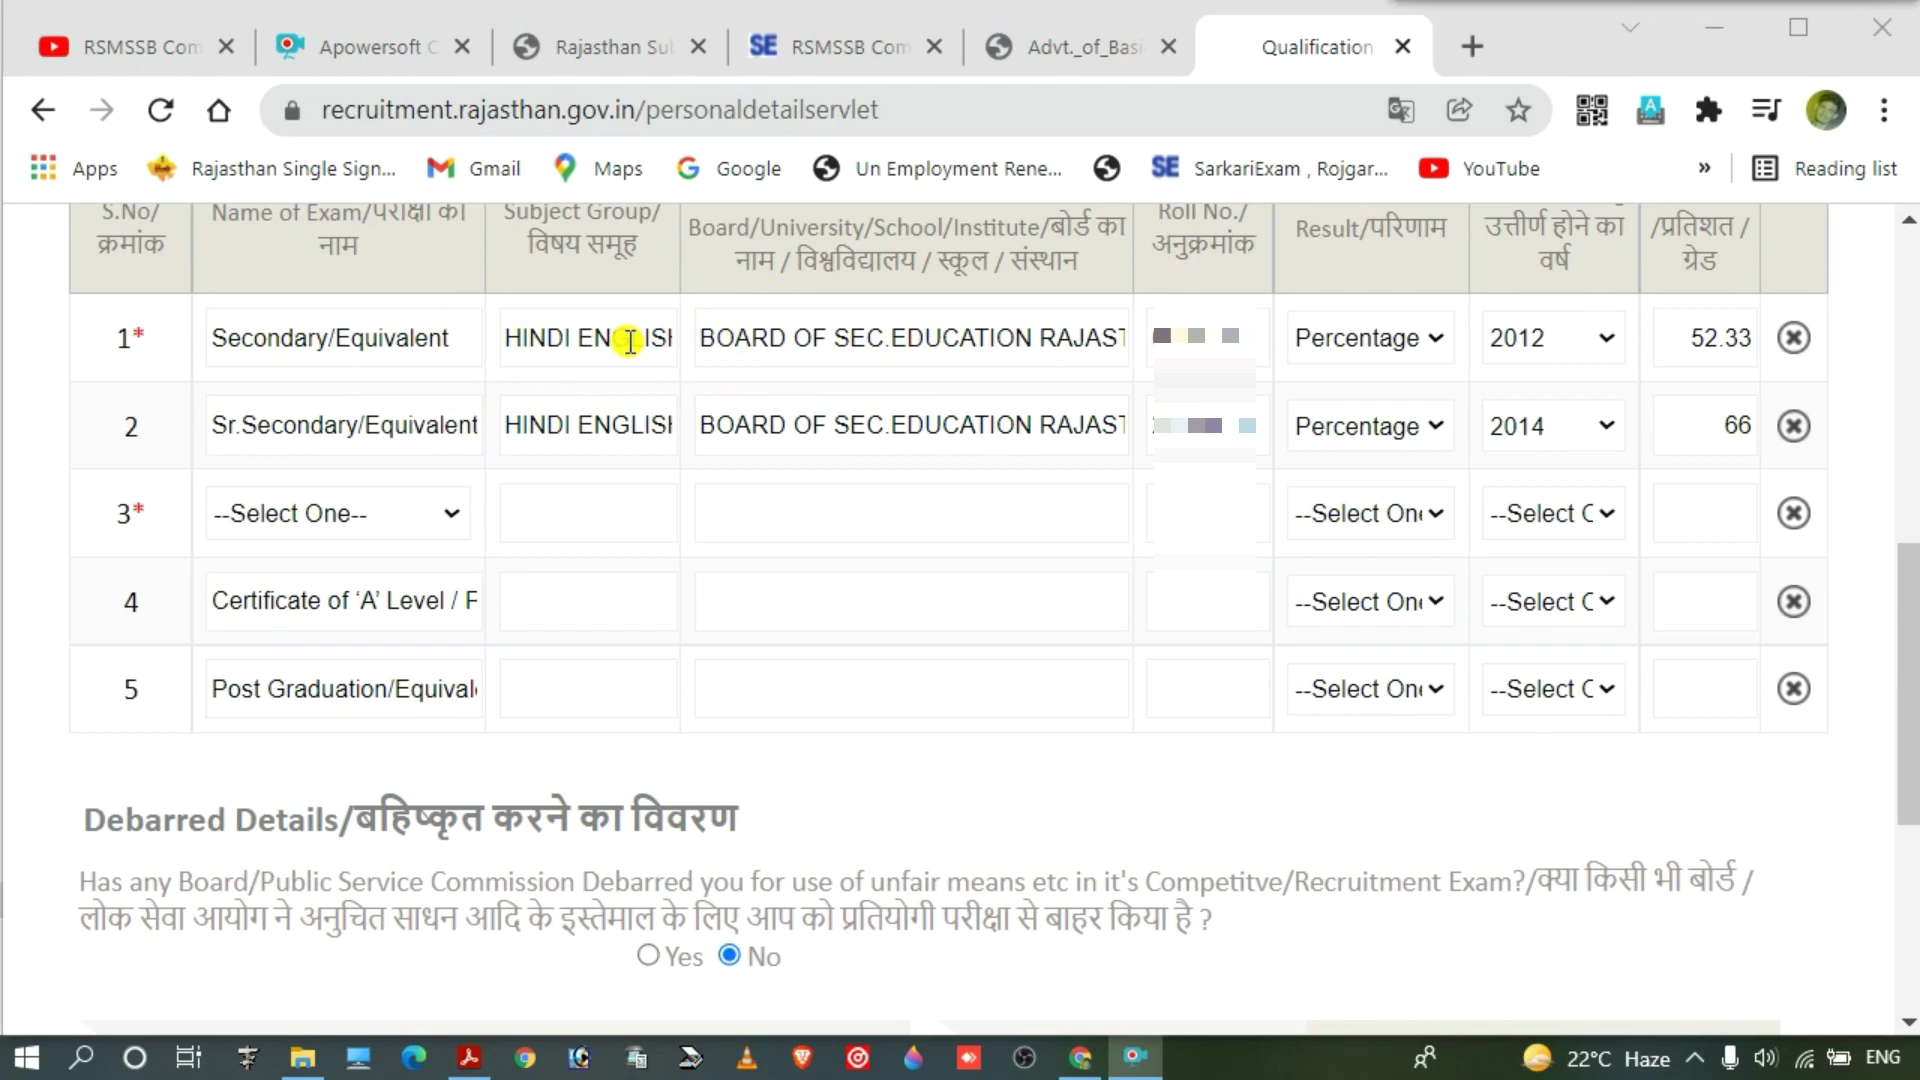 RSMSSB Com
Apowersoft C
Rajasthan Sul
SE RSMSSB Com
Advt._of_Basi
Qualification
recruitment.rajasthan.gov.in/personaldetailservlet
Apps
Rajasthan Single Sign...
Gmail
Maps
Google
Un Employment Rene...
SE SarkariExam , Rojgar...
YouTube
»
Reading list
S.No/
क्रमांक
Name of Exam/परीक्षा का
नाम
Subject Group/
विषय समूह
Board/University/School/Institute/बोर्ड का
नाम / विश्वविद्यालय / स्कूल / संस्थान
Roll No./
अनुक्रमांक
Result/परिणाम
उत्तीर्ण होने का
वर्ष
/प्रतिशत /
ग्रेड
1* Secondary/Equivalent HINDI ENGLISH BOARD OF SEC.EDUCATION RAJAST Percentage 2012 52.33
2 Sr.Secondary/Equivalent HINDI ENGLISH BOARD OF SEC.EDUCATION RAJAST Percentage 2014 66
3* --Select One-- --Select One --Select C
4 Certificate of ‘A’ Level / F --Select One --Select C
5 Post Graduation/Equivale --Select One --Select C
Debarred Details/बहिष्कृत करने का विवरण
Has any Board/Public Service Commission Debarred you for use of unfair means etc in it's Competitve/Recruitment Exam?/क्या किसी भी बोर्ड /
लोक सेवा आयोग ने अनुचित साधन आदि के इस्तेमाल के लिए आप को प्रतियोगी परीक्षा से बाहर किया है ?
Yes No
22°C Haze ENG